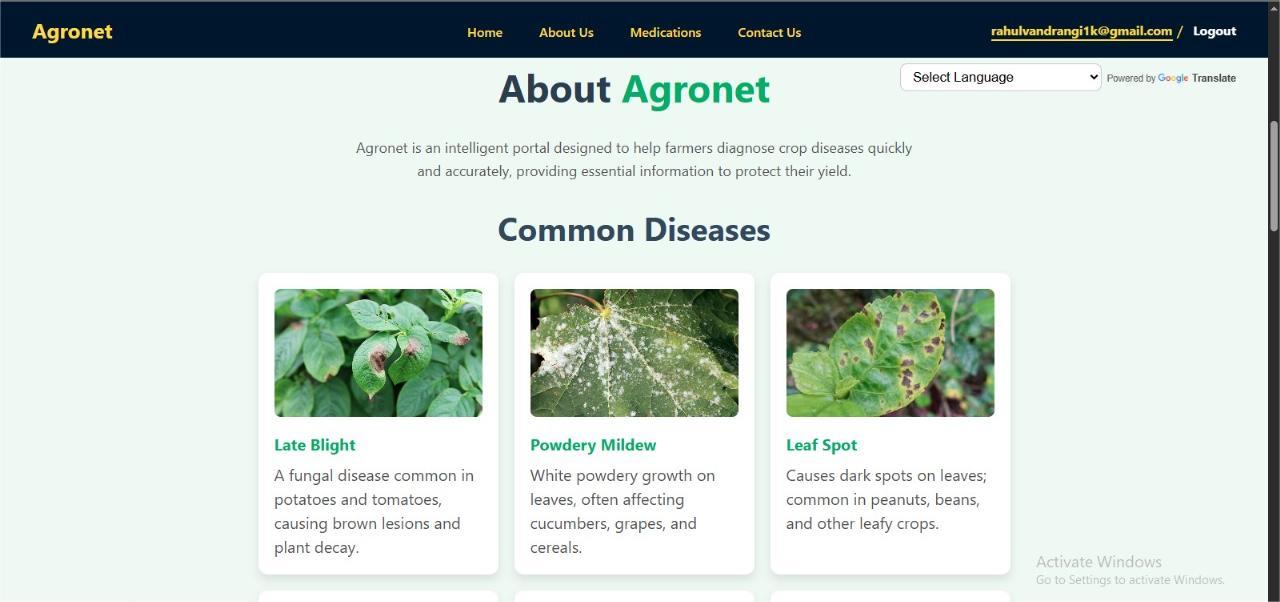 Agronet
Home About Us Medications Contact Us
rahulvandrangi1k@gmail.com / Logout
Select Language
Powered by Google Translate
About Agronet
Agronet is an intelligent portal designed to help farmers diagnose crop diseases quickly
and accurately, providing essential information to protect their yield.
Common Diseases
Late Blight
A fungal disease common in
potatoes and tomatoes,
causing brown lesions and
plant decay.
Powdery Mildew
White powdery growth on
leaves, often affecting
cucumbers, grapes, and
cereals.
Leaf Spot
Causes dark spots on leaves;
common in peanuts, beans,
and other leafy crops.
Activate Windows
Go to Settings to activate Windows.